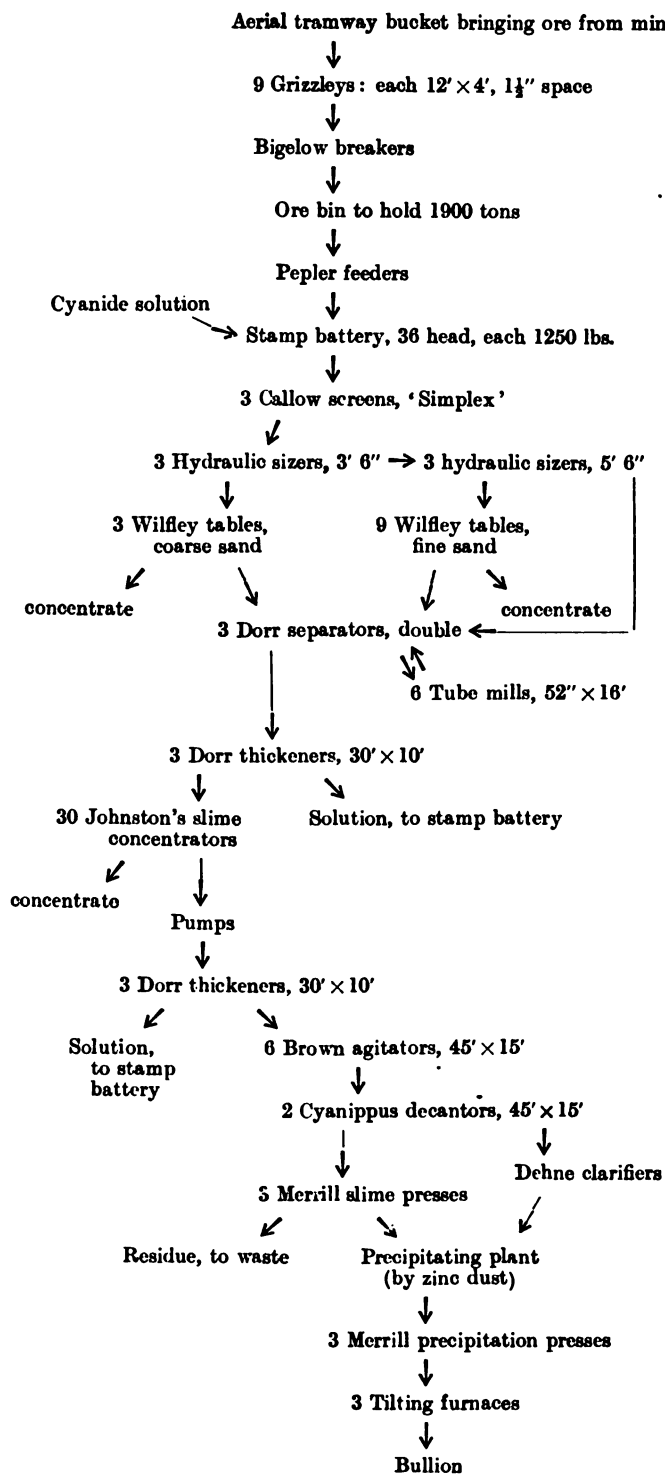 Aerial tramway bucket bringing ore from min
9 Grizzleys: each 12′ × 4′, 1½″ space
Bigelow breakers
Ore bin to hold 1900 tons
Pepler feeders
Cyanide solution
Stamp battery, 36 head, each 1250 lbs.
3 Callow screens, ‘Simplex’
3 Hydraulic sizers, 3′ 6″ → 3 hydraulic sizers, 5′ 6″
3 Wilfley tables,
coarse sand
9 Wilfley tables,
fine sand
concentrate
concentrate
3 Dorr separators, double
6 Tube mills, 52″ × 16′
3 Dorr thickeners, 30′ × 10′
30 Johnston's slime
concentrators
Solution, to stamp battery
concentrate
Pumps
3 Dorr thickeners, 30′ × 10′
Solution,
to stamp
battery
6 Brown agitators, 45′ × 15′
2 Cyanippus decantors, 45′ × 15′
Dehne clarifiers
5 Merrill slime presses
Residue, to waste
Precipitating plant
(by zinc dust)
3 Merrill precipitation presses
3 Tilting furnaces
Bullion